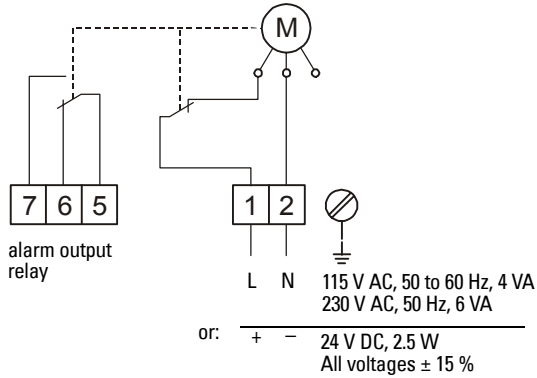 M
7 6 5
1 2
alarm output
relay
L N
115 V AC, 50 to 60 Hz, 4 VA
230 V AC, 50 Hz, 6 VA
or: + – 24 V DC, 2.5 W
All voltages ± 15 %